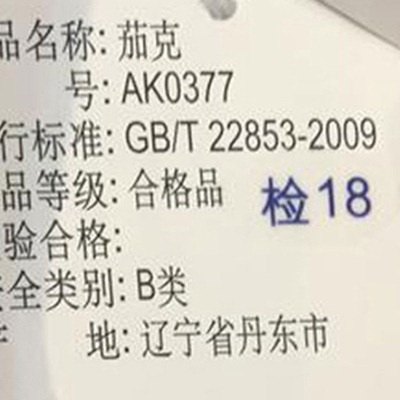 品名称: 茄克
号: AK0377
行标准: GB/T 22853-2009
品等级: 合格品
检18
验合格:
全类别: B类
地: 辽宁省丹东市